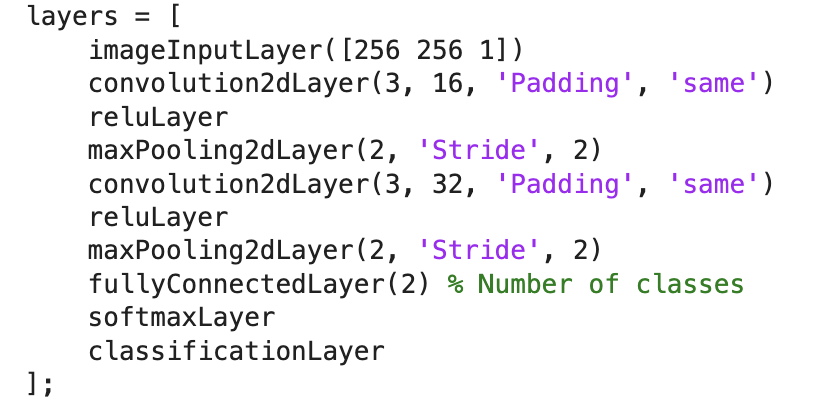 layers = [
    imageInputLayer([256 256 1])
    convolution2dLayer(3, 16, 'Padding', 'same')
    reluLayer
    maxPooling2dLayer(2, 'Stride', 2)
    convolution2dLayer(3, 32, 'Padding', 'same')
    reluLayer
    maxPooling2dLayer(2, 'Stride', 2)
    fullyConnectedLayer(2) % Number of classes
    softmaxLayer
    classificationLayer
];